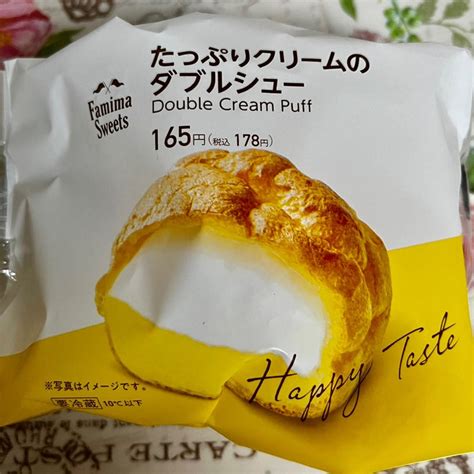 たっぷりクリームの
ダブルシュー
Double Cream Puff
Famima
Sweets
165円(税込 178円)
Happy Taste
※写真はイメージです。
要冷蔵 10℃以下
CARTE POSTALE